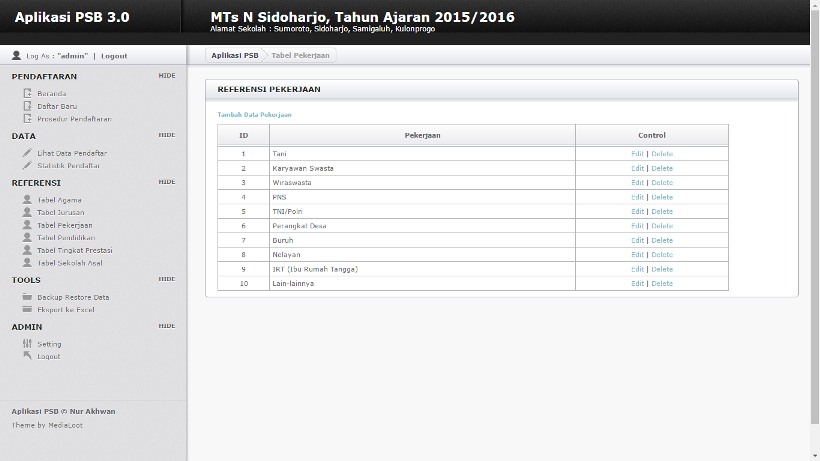 Aplikasi PSB 3.0
MTs N Sidoharjo, Tahun Ajaran 2015/2016
Alamat Sekolah : Sumoroto, Sidoharjo, Samigaluh, Kulonprogo
Log As : "admin" | Logout
Aplikasi PSB
Tabel Pekerjaan
PENDAFTARAN HIDE
Beranda
Daftar Baru
Prosedur Pendaftaran
DATA HIDE
Lihat Data Pendaftar
Statistik Pendaftar
REFERENSI HIDE
Tabel Agama
Tabel Jurusan
Tabel Pekerjaan
Tabel Pendidikan
Tabel Tingkat Prestasi
Tabel Sekolah Asal
TOOLS HIDE
Backup Restore Data
Eksport ke Excel
ADMIN HIDE
Setting
Logout
Aplikasi PSB © Nur Akhwan
Theme by MediaLoot
REFERENSI PEKERJAAN
Tambah Data Pekerjaan
ID Pekerjaan Control
1 Tani Edit | Delete
2 Karyawan Swasta Edit | Delete
3 Wiraswasta Edit | Delete
4 PNS Edit | Delete
5 TNI/Polri Edit | Delete
6 Perangkat Desa Edit | Delete
7 Buruh Edit | Delete
8 Nelayan Edit | Delete
9 IRT (Ibu Rumah Tangga) Edit | Delete
10 Lain-lainnya Edit | Delete